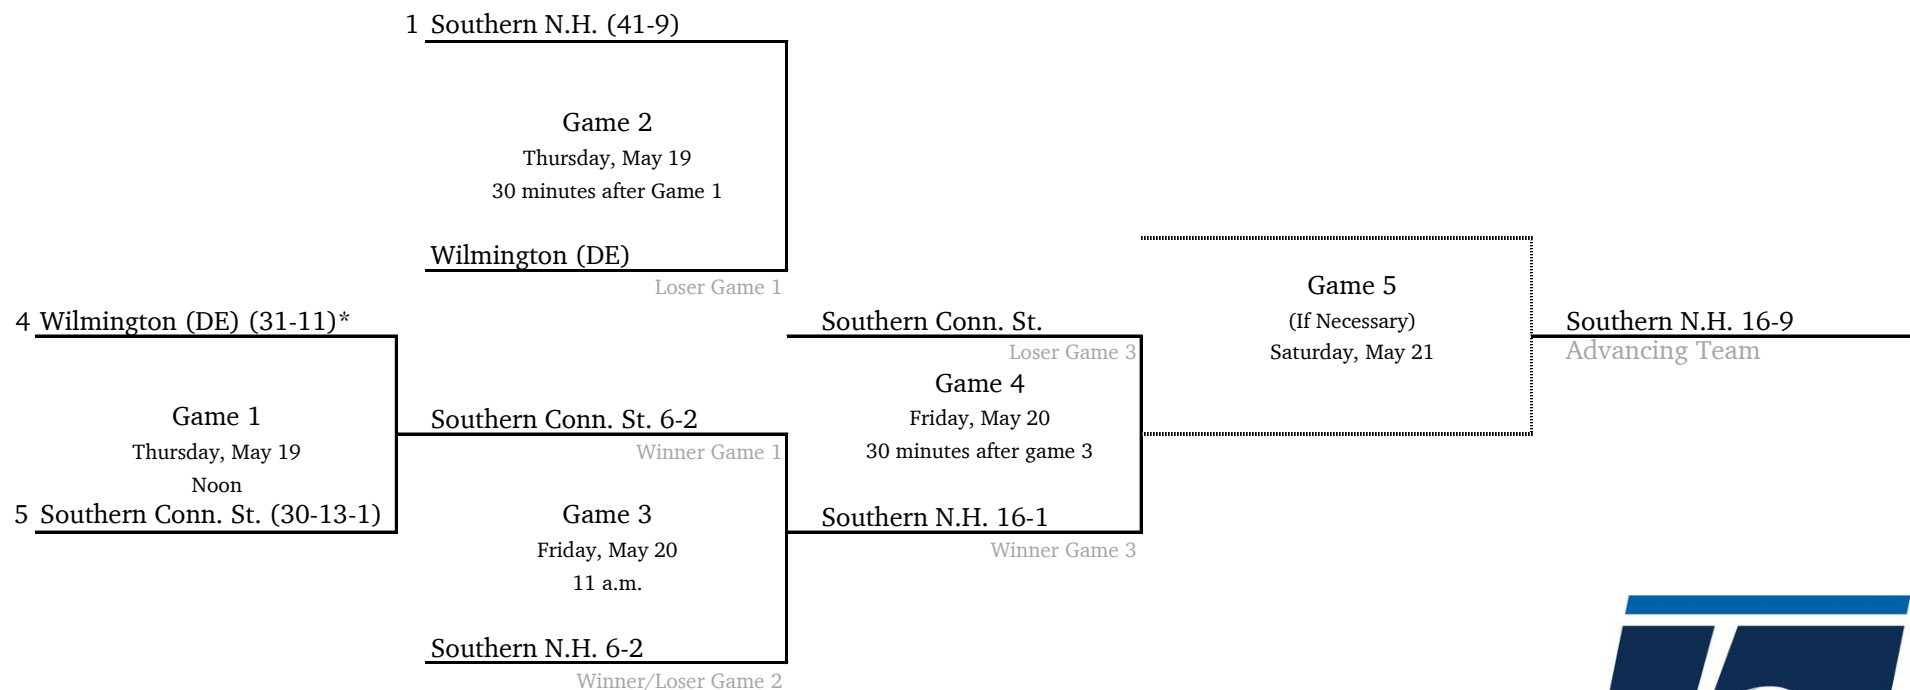 1 Southern N.H. (41-9)
Game 2
Thursday, May 19
30 minutes after Game 1
Wilmington (DE)
Loser Game 1
4 Wilmington (DE) (31-11)*
Game 1
Thursday, May 19
Noon
5 Southern Conn. St. (30-13-1)
Southern Conn. St. 6-2
Winner Game 1
Game 3
Friday, May 20
11 a.m.
Southern N.H. 6-2
Winner/Loser Game 2
Southern Conn. St.
Loser Game 3
Game 4
Friday, May 20
30 minutes after game 3
Southern N.H. 16-1
Winner Game 3
Game 5
(If Necessary)
Saturday, May 21
Southern N.H. 16-9
Advancing Team